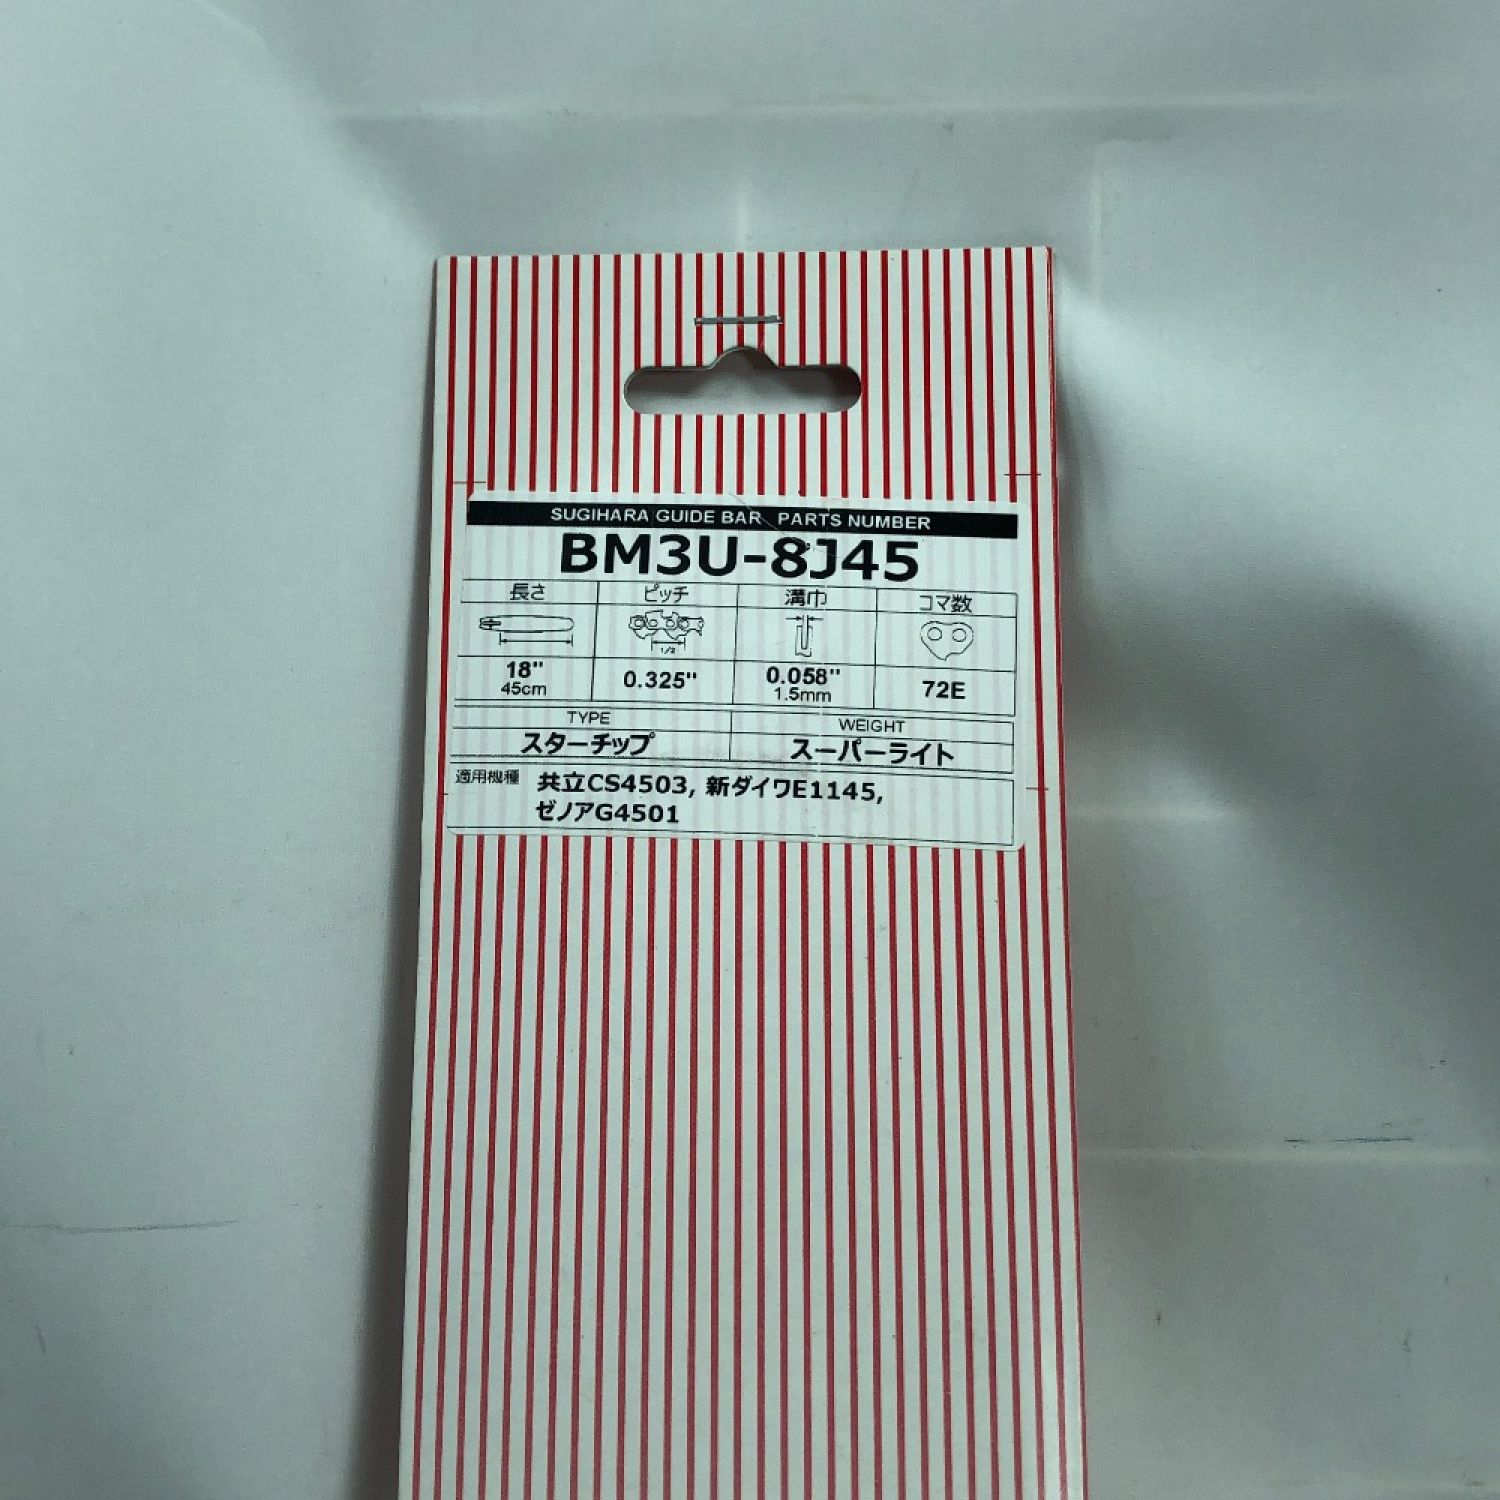 SUGIHARA GUIDE BAR PARTS NUMBER
BM3U-8J45
長さ ピッチ 溝巾 コマ数
1/2
18" 0.325" 0.058" 72E
45cm 1.5mm
TYPE WEIGHT
スターチップ スーパーライト
適用機種 共立CS4503, 新ダイワE1145,
ゼノアG4501